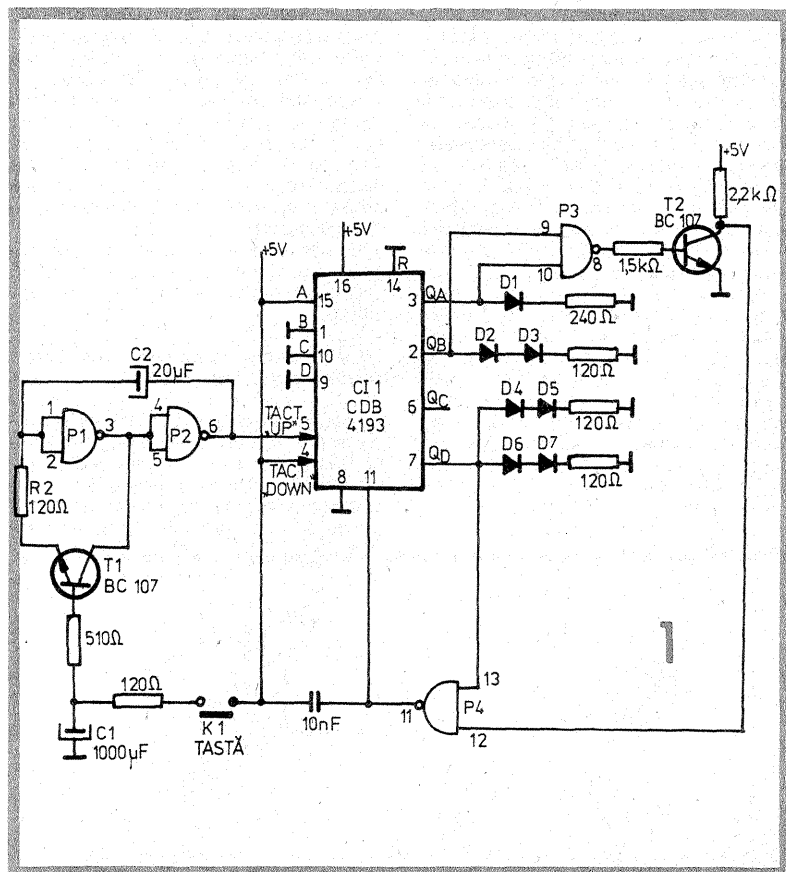 +5V
2,2kΩ
T2
BC 107
P3
9
10
8
1,5kΩ
+5V
+5V
R
16
14
A
15
B
1
C
10
D
9
CI 1
CDB
4193
3
QA
D1
240Ω
2
QB
D2
D3
120Ω
6
QC
D4
D5
120Ω
7
QD
D6
D7
120Ω
C2
20µF
1
2
P1
3
4
5
P2
6
TACT
"UP"
5
4
TACT
"DOWN"
8
11
R2
120Ω
T1
BC 107
510Ω
120Ω
C1
1000µF
K1
TASTĂ
10nF
11
P4
13
12
1